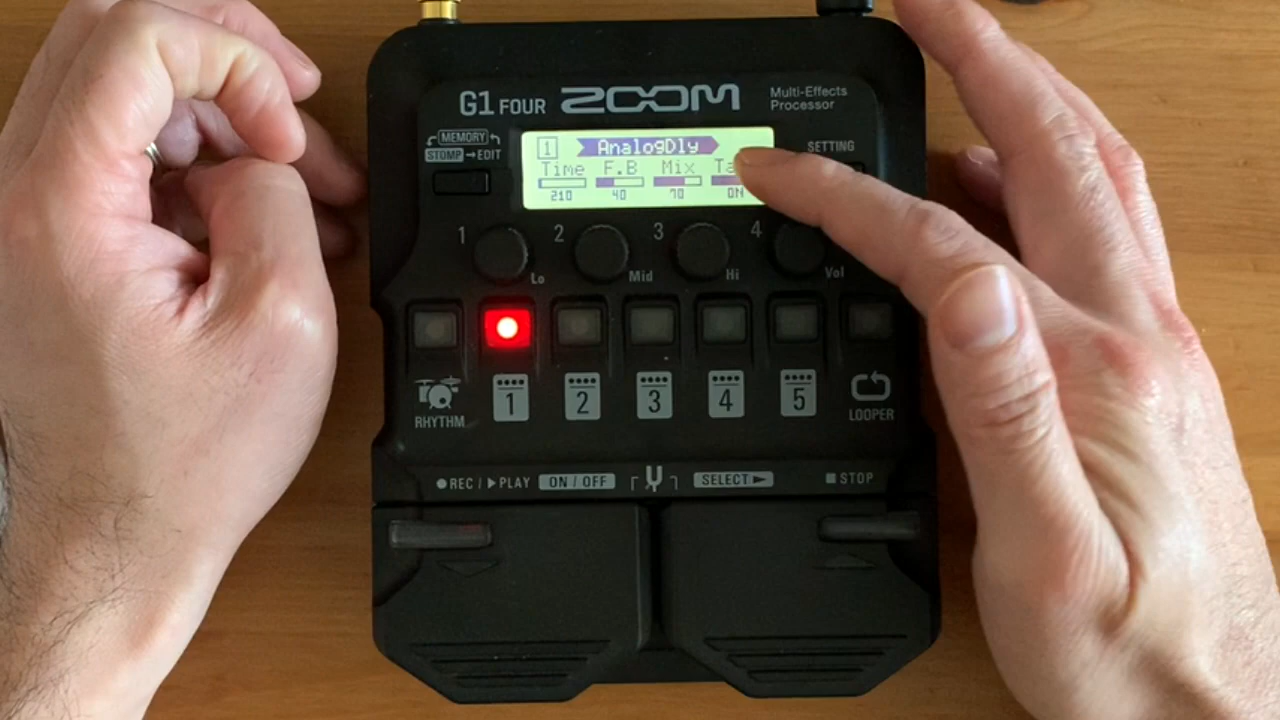 G1 FOUR ZOOM Multi-Effects
Processor
MEMORY
STOMP → EDIT
SETTING
1 AnalogDly
Time F.B Mix
210 40 70 ON
1 2 3 4
Lo Mid Hi Vol
1 2 3 4 5
RHYTHM LOOPER
●REC / ▶PLAY ON / OFF SELECT▶ ■STOP